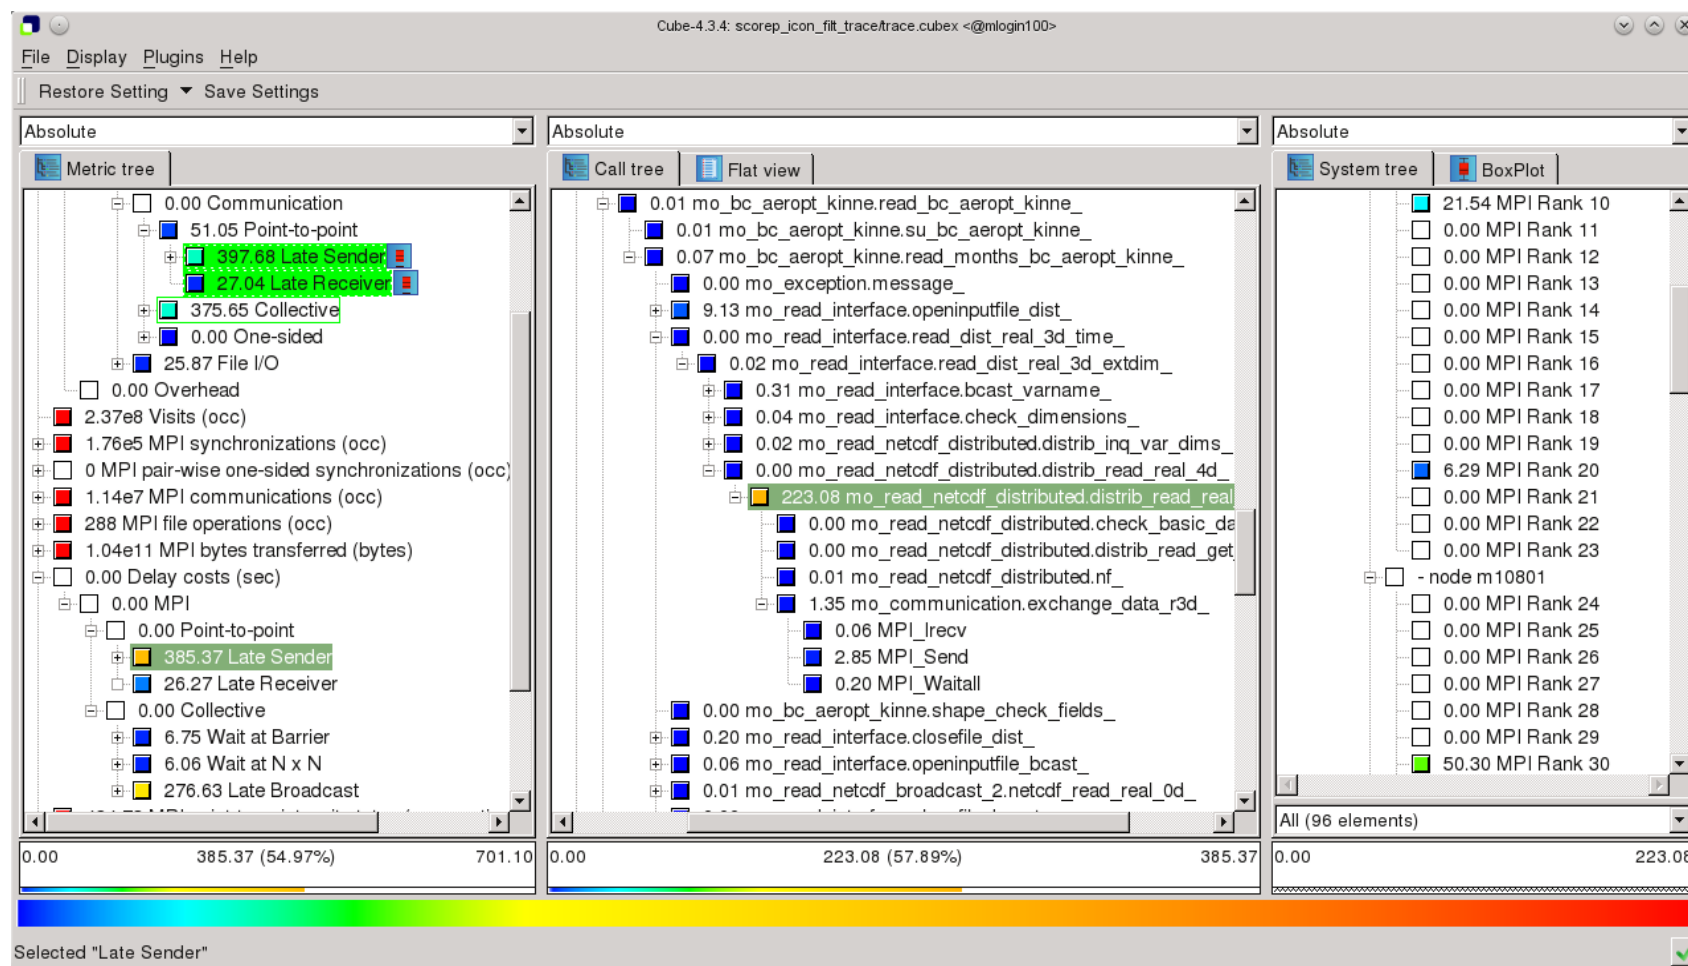 Cube-4.3.4: scorep_icon_filt_trace/trace.cubex <@mlogin100>
File Display Plugins Help
Restore Setting Save Settings
Absolute
Metric tree
0.00 Communication
51.05 Point-to-point
397.68 Late Sender
27.04 Late Receiver
375.65 Collective
0.00 One-sided
25.87 File I/O
0.00 Overhead
2.37e8 Visits (occ)
1.76e5 MPI synchronizations (occ)
0 MPI pair-wise one-sided synchronizations (occ)
1.14e7 MPI communications (occ)
288 MPI file operations (occ)
1.04e11 MPI bytes transferred (bytes)
0.00 Delay costs (sec)
0.00 MPI
0.00 Point-to-point
385.37 Late Sender
26.27 Late Receiver
0.00 Collective
6.75 Wait at Barrier
6.06 Wait at N x N
276.63 Late Broadcast
0.00 385.37 (54.97%) 701.10
Absolute
Call tree Flat view
0.01 mo_bc_aeropt_kinne.read_bc_aeropt_kinne_
0.01 mo_bc_aeropt_kinne.su_bc_aeropt_kinne_
0.07 mo_bc_aeropt_kinne.read_months_bc_aeropt_kinne_
0.00 mo_exception.message_
9.13 mo_read_interface.openinputfile_dist_
0.00 mo_read_interface.read_dist_real_3d_time_
0.02 mo_read_interface.read_dist_real_3d_extdim_
0.31 mo_read_interface.bcast_varname_
0.04 mo_read_interface.check_dimensions_
0.02 mo_read_netcdf_distributed.distrib_inq_var_dims_
0.00 mo_read_netcdf_distributed.distrib_read_real_4d_
223.08 mo_read_netcdf_distributed.distrib_read_real
0.00 mo_read_netcdf_distributed.check_basic_da
0.00 mo_read_netcdf_distributed.distrib_read_get_
0.01 mo_read_netcdf_distributed.nf_
1.35 mo_communication.exchange_data_r3d_
0.06 MPI_Irecv
2.85 MPI_Send
0.20 MPI_Waitall
0.00 mo_bc_aeropt_kinne.shape_check_fields_
0.20 mo_read_interface.closefile_dist_
0.06 mo_read_interface.openinputfile_bcast_
0.01 mo_read_netcdf_broadcast_2.netcdf_read_real_0d_
0.00 223.08 (57.89%) 385.37
Absolute
System tree BoxPlot
21.54 MPI Rank 10
0.00 MPI Rank 11
0.00 MPI Rank 12
0.00 MPI Rank 13
0.00 MPI Rank 14
0.00 MPI Rank 15
0.00 MPI Rank 16
0.00 MPI Rank 17
0.00 MPI Rank 18
0.00 MPI Rank 19
6.29 MPI Rank 20
0.00 MPI Rank 21
0.00 MPI Rank 22
0.00 MPI Rank 23
- node m10801
0.00 MPI Rank 24
0.00 MPI Rank 25
0.00 MPI Rank 26
0.00 MPI Rank 27
0.00 MPI Rank 28
0.00 MPI Rank 29
50.30 MPI Rank 30
All (96 elements)
0.00 223.08
Selected "Late Sender"